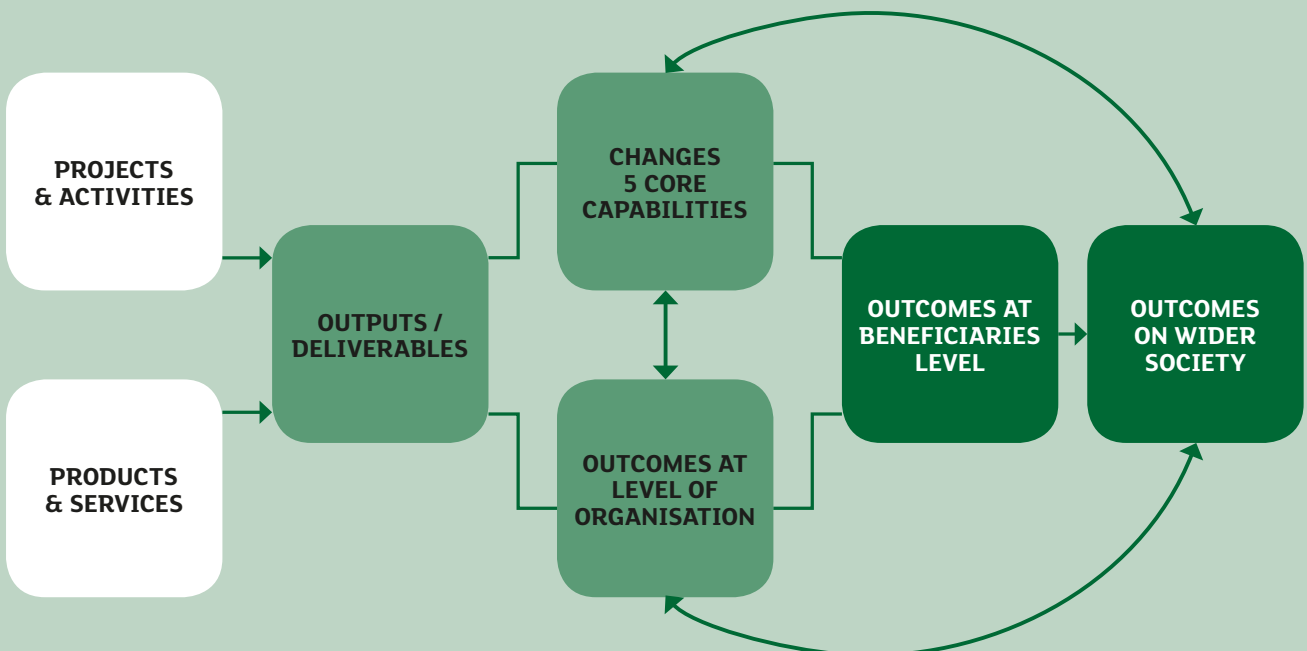 PROJECTS
& ACTIVITIES
PRODUCTS
& SERVICES
OUTPUTS /
DELIVERABLES
CHANGES
5 CORE
CAPABILITIES
OUTCOMES AT
LEVEL OF
ORGANISATION
OUTCOMES AT
BENEFICIARIES
LEVEL
OUTCOMES
ON WIDER
SOCIETY